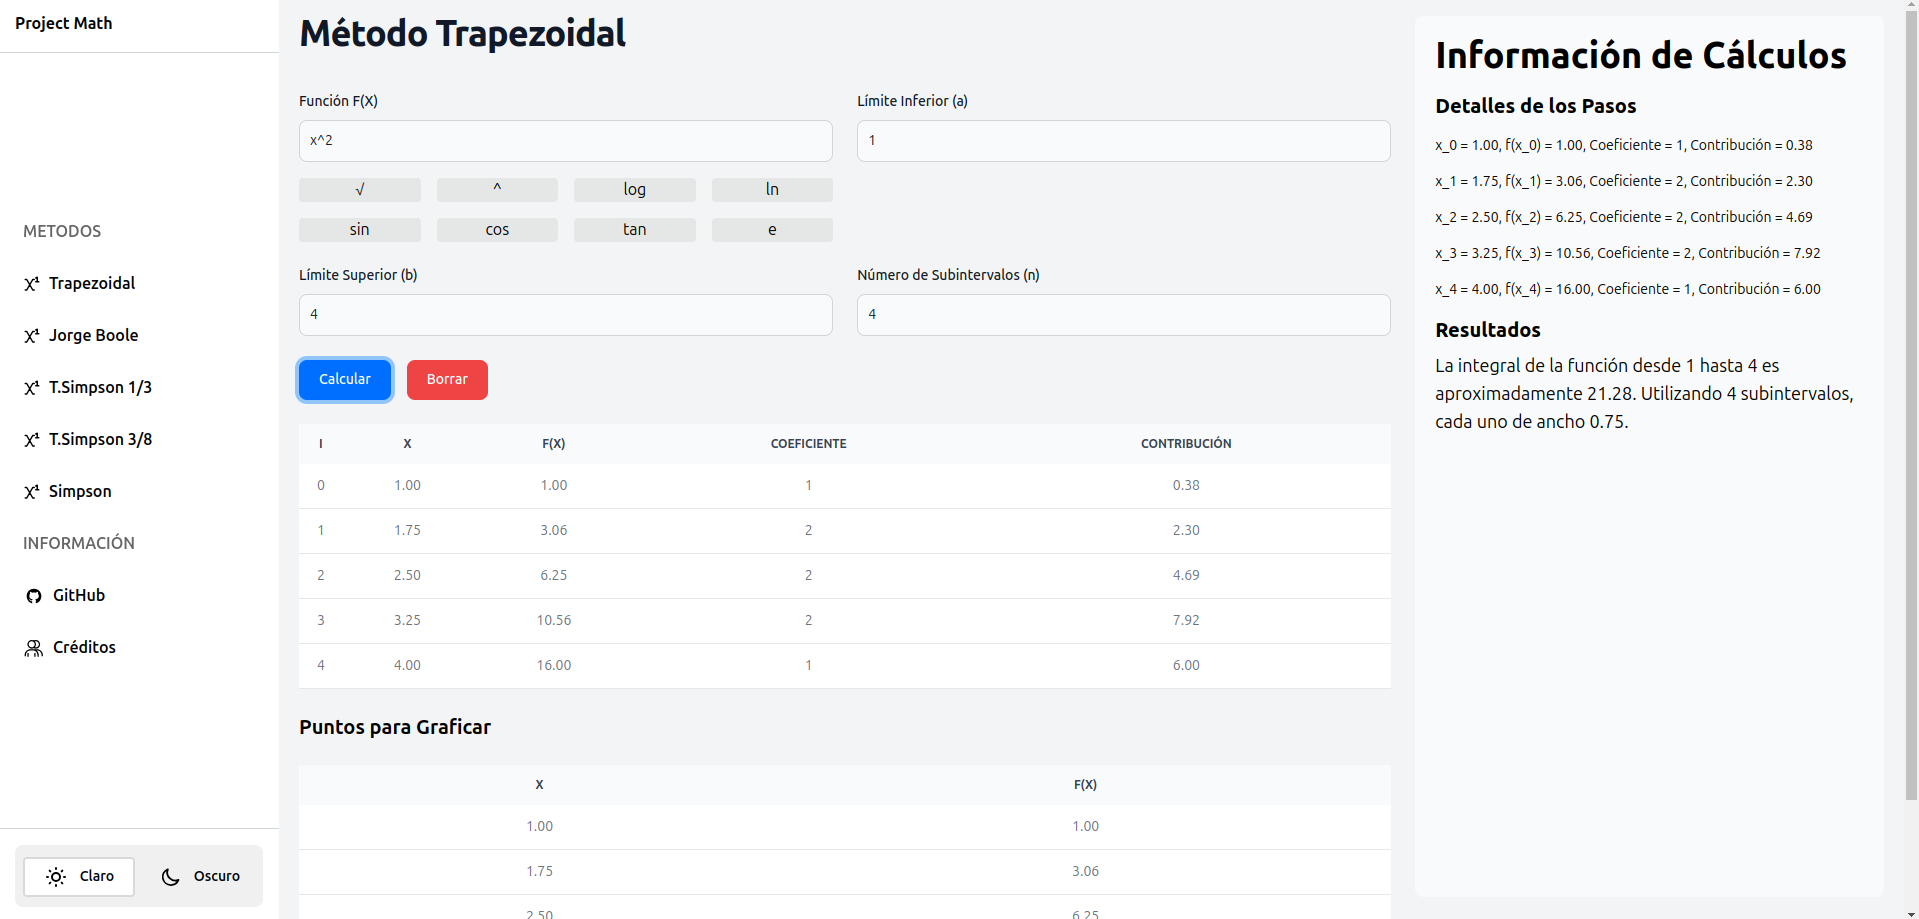 Project Math
METODOS
χ¹ Trapezoidal
χ¹ Jorge Boole
χ¹ T.Simpson 1/3
χ¹ T.Simpson 3/8
χ¹ Simpson
INFORMACIÓN
GitHub
Créditos
Claro Oscuro
Método Trapezoidal
Función F(X) Límite Inferior (a)
x^2 1
√ ^ log ln
sin cos tan e
Límite Superior (b) Número de Subintervalos (n)
4 4
Calcular Borrar
I X F(X) COEFICIENTE CONTRIBUCIÓN
0 1.00 1.00 1 0.38
1 1.75 3.06 2 2.30
2 2.50 6.25 2 4.69
3 3.25 10.56 2 7.92
4 4.00 16.00 1 6.00
Puntos para Graficar
X F(X)
1.00 1.00
1.75 3.06
2.50 6.25
Información de Cálculos
Detalles de los Pasos
x_0 = 1.00, f(x_0) = 1.00, Coeficiente = 1, Contribución = 0.38
x_1 = 1.75, f(x_1) = 3.06, Coeficiente = 2, Contribución = 2.30
x_2 = 2.50, f(x_2) = 6.25, Coeficiente = 2, Contribución = 4.69
x_3 = 3.25, f(x_3) = 10.56, Coeficiente = 2, Contribución = 7.92
x_4 = 4.00, f(x_4) = 16.00, Coeficiente = 1, Contribución = 6.00
Resultados
La integral de la función desde 1 hasta 4 es
aproximadamente 21.28. Utilizando 4 subintervalos,
cada uno de ancho 0.75.